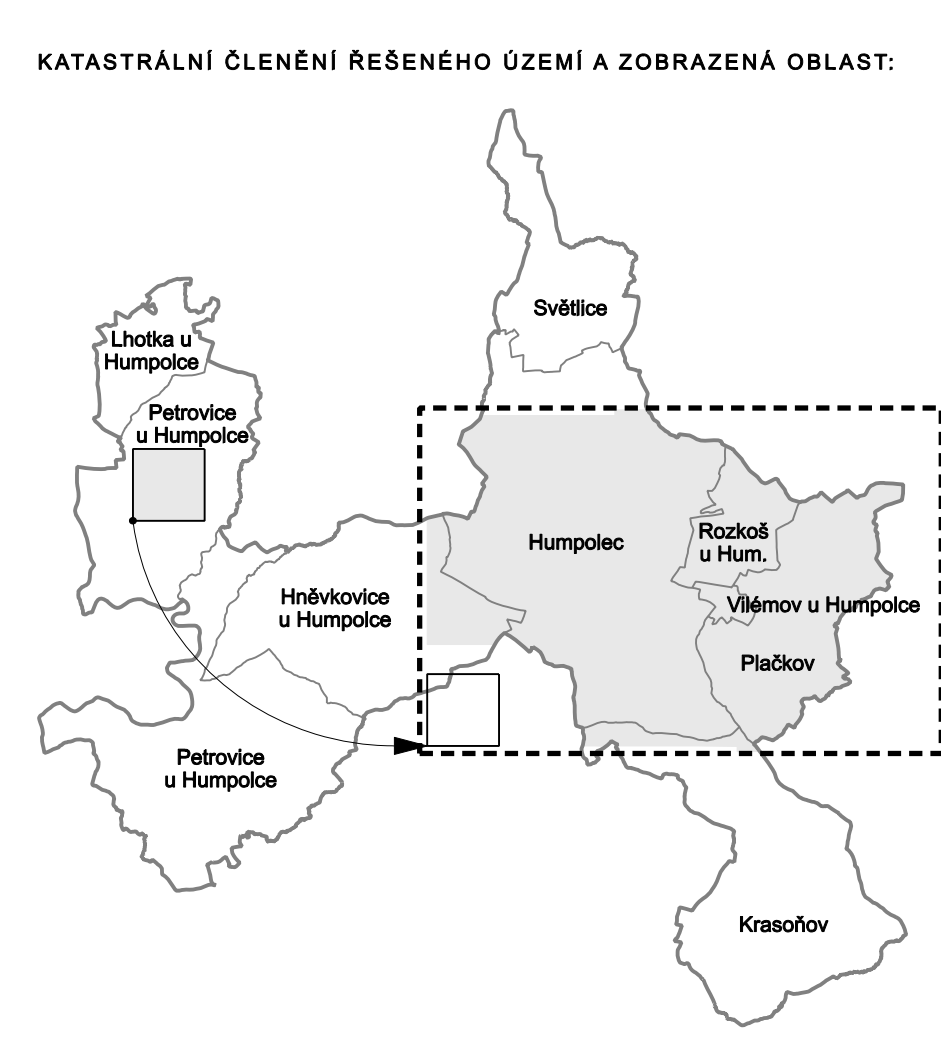 KATASTRÁLNÍ ČLENĚNÍ ŘEŠENÉHO ÚZEMÍ A ZOBRAZENÁ OBLAST:
Světlice
Lhotka u
Humpolce
Petrovice
u Humpolce
Humpolec
Rozkoš
u Hum.
Hněvkovice
u Humpolce
Vilémov u Humpolce
Plačkov
Petrovice
u Humpolce
Krasoňov